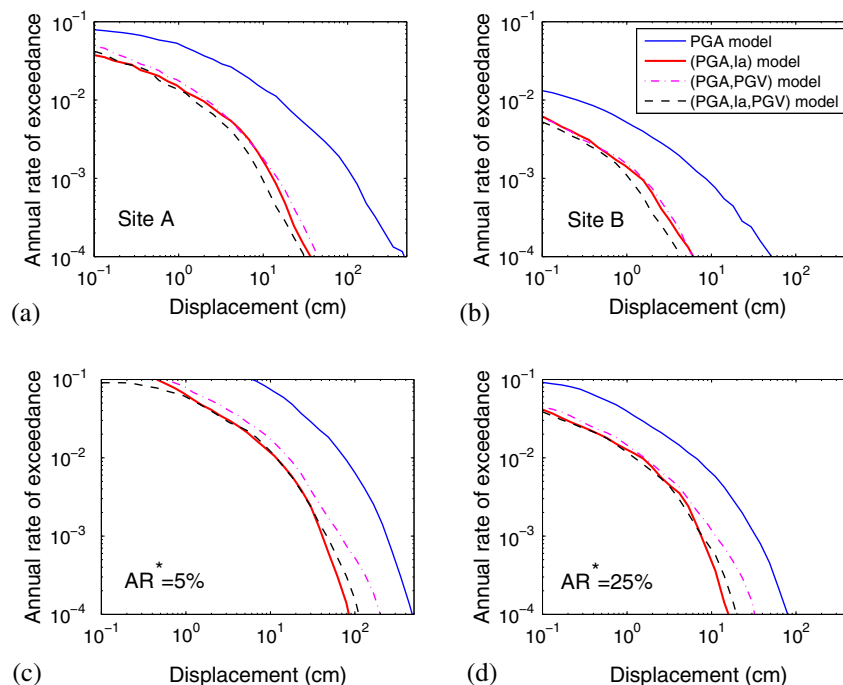 Annual rate of exceedance
10^-1
10^-2
10^-3
10^-4
Site A
10^-1 10^0 10^1 10^2
Displacement (cm)
(a)
Annual rate of exceedance
10^-1
10^-2
10^-3
10^-4
PGA model
(PGA,Ia) model
(PGA,PGV) model
(PGA,Ia,PGV) model
Site B
10^-1 10^0 10^1 10^2
Displacement (cm)
(b)
Annual rate of exceedance
10^-1
10^-2
10^-3
10^-4
AR*=5%
10^-1 10^0 10^1 10^2
Displacement (cm)
(c)
Annual rate of exceedance
10^-1
10^-2
10^-3
10^-4
AR*=25%
10^-1 10^0 10^1 10^2
Displacement (cm)
(d)